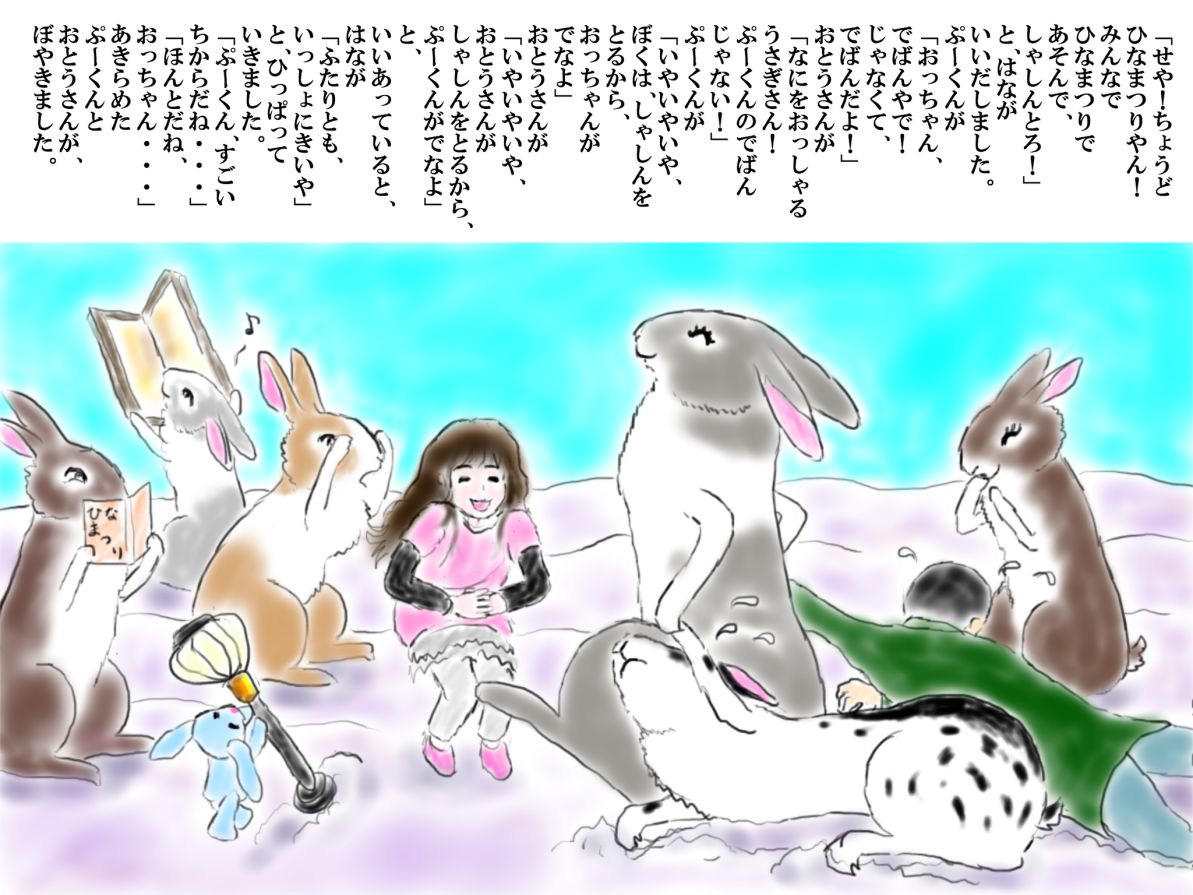 「せや!ちょうど
ひなまつりやん!
みんなで
ひなまつりで
あそんで、
しゃしんとろ!」
と、はなが
いいだしました。
ぷーくんが
「おっちゃん、
でばんやで!
じゃなくて、
でばんだよ!」
おとうさんが
「なにをおっしゃる
うさぎさん!
ぷーくんのでばん
じゃない!」
ぷーくんが
「いやいやいや、
ぼくは、しゃしんを
とるから、
おっちゃんが
でなよ」
おとうさんが
「いやいやいや、
おとうさんが
しゃしんをとるから、
ぷーくんがでなよ」
と、
いいあっていると、
はなが
「ふたりとも、
いっしょにきいや」
と、ひっぱって
いきました。
「ぷーくん、すごい
ちからだね・・・」
「ほんとだね、
おっちゃん・・・」
あきらめた
ぷーくんと
おとうさんが、
ぼやきました。
ひな
まつり